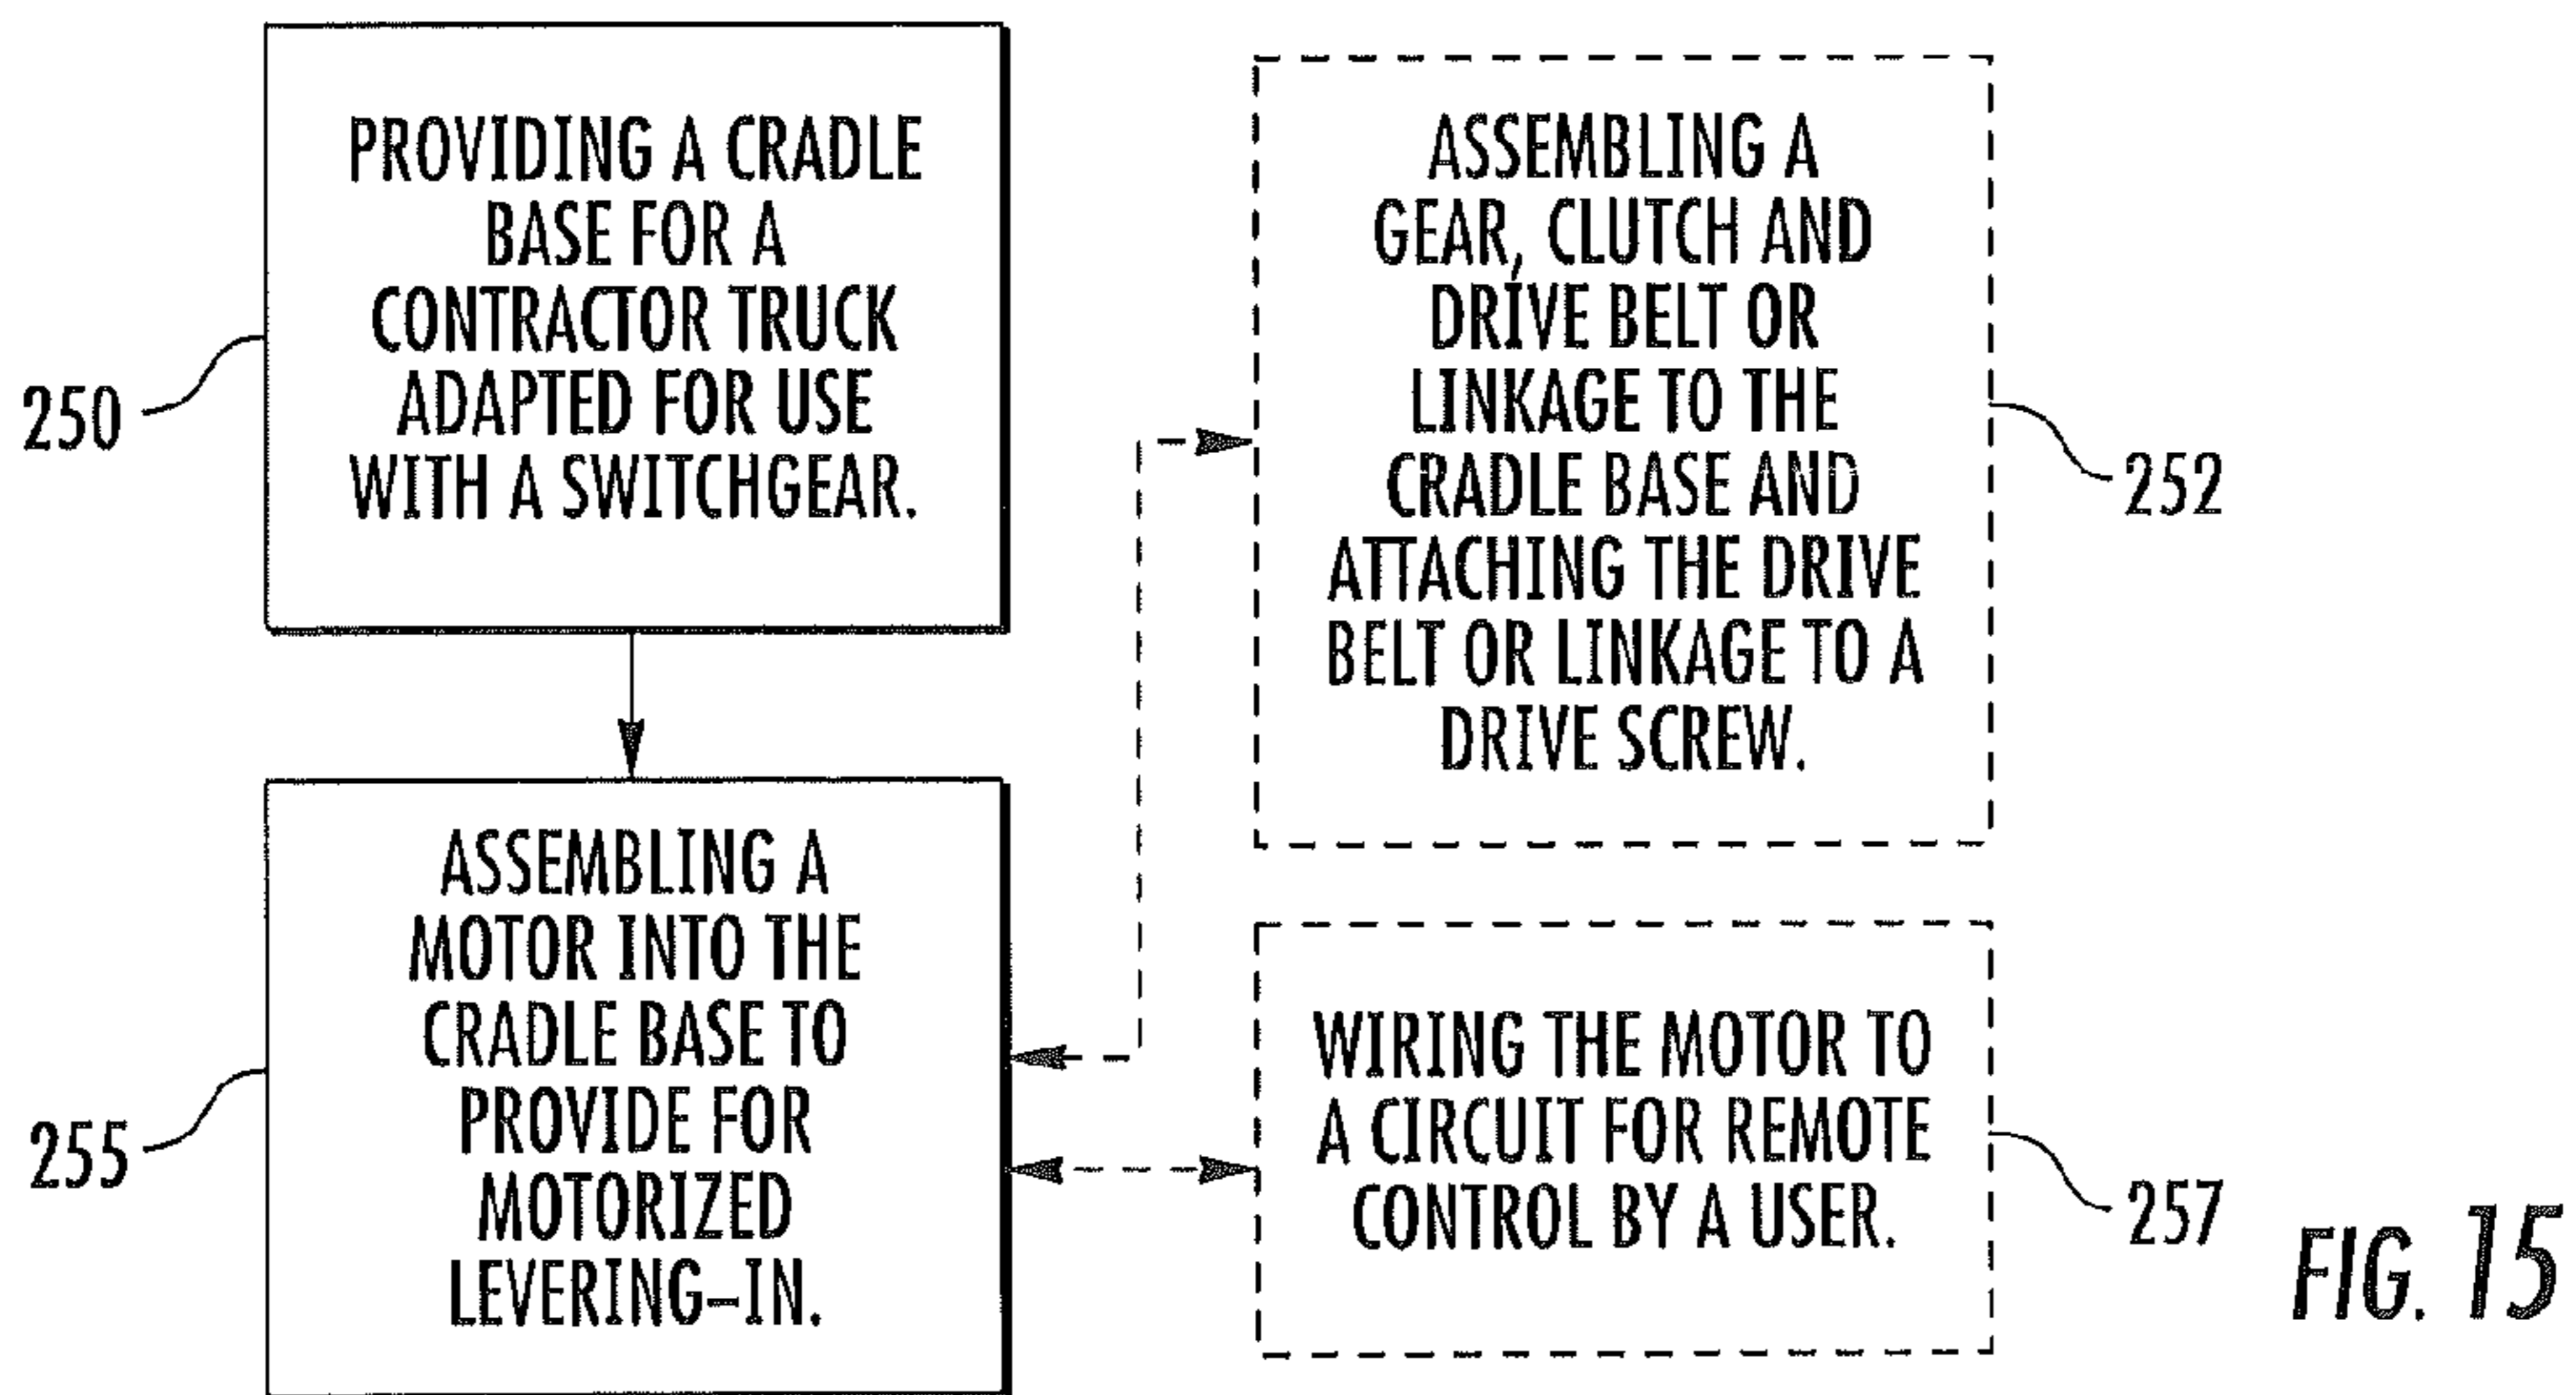 PROVIDING A CRADLE
BASE FOR A
CONTRACTOR TRUCK
ADAPTED FOR USE
WITH A SWITCHGEAR.
250
ASSEMBLING A
MOTOR INTO THE
CRADLE BASE TO
PROVIDE FOR
MOTORIZED
LEVERING–IN.
255
ASSEMBLING A
GEAR, CLUTCH AND
DRIVE BELT OR
LINKAGE TO THE
CRADLE BASE AND
ATTACHING THE DRIVE
BELT OR LINKAGE TO A
DRIVE SCREW.
252
WIRING THE MOTOR TO
A CIRCUIT FOR REMOTE
CONTROL BY A USER.
257
FIG. 15